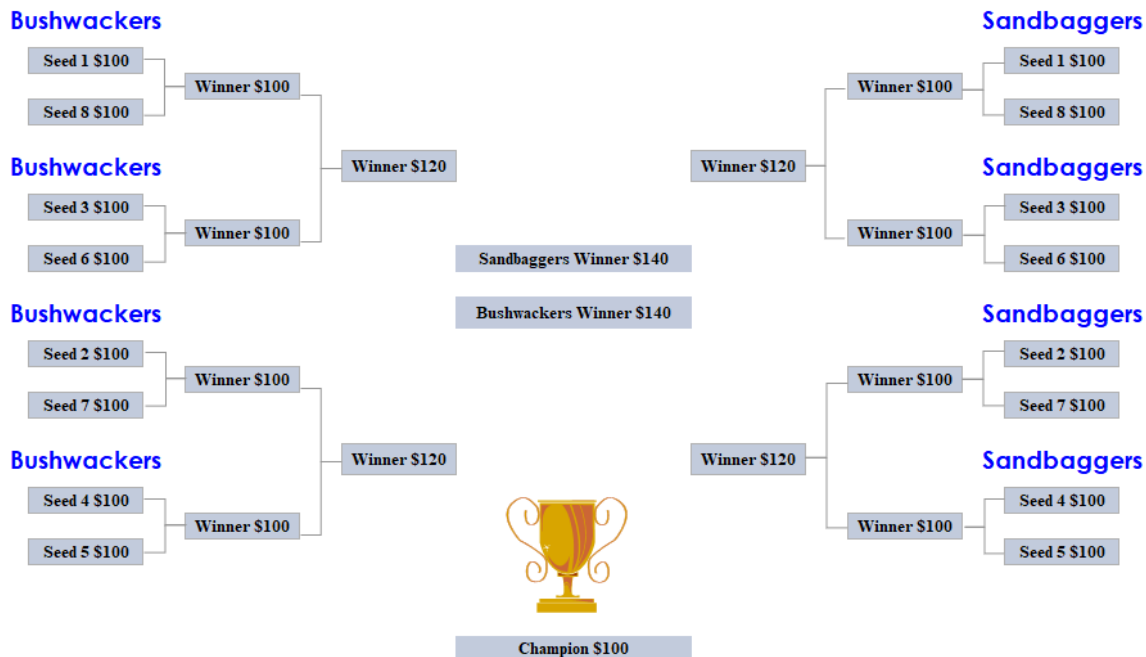 Bushwackers
Sandbaggers
Seed 1 $100
Winner $100
Seed 8 $100
Winner $120
Bushwackers
Seed 3 $100
Winner $100
Seed 6 $100
Winner $100
Seed 1 $100
Seed 8 $100
Winner $120
Sandbaggers
Seed 3 $100
Winner $100
Seed 6 $100
Sandbaggers Winner $140
Bushwackers Winner $140
Bushwackers
Seed 2 $100
Winner $100
Seed 7 $100
Winner $120
Bushwackers
Seed 4 $100
Winner $100
Seed 5 $100
Sandbaggers
Seed 2 $100
Winner $100
Seed 7 $100
Winner $120
Sandbaggers
Seed 4 $100
Winner $100
Seed 5 $100
Champion $100